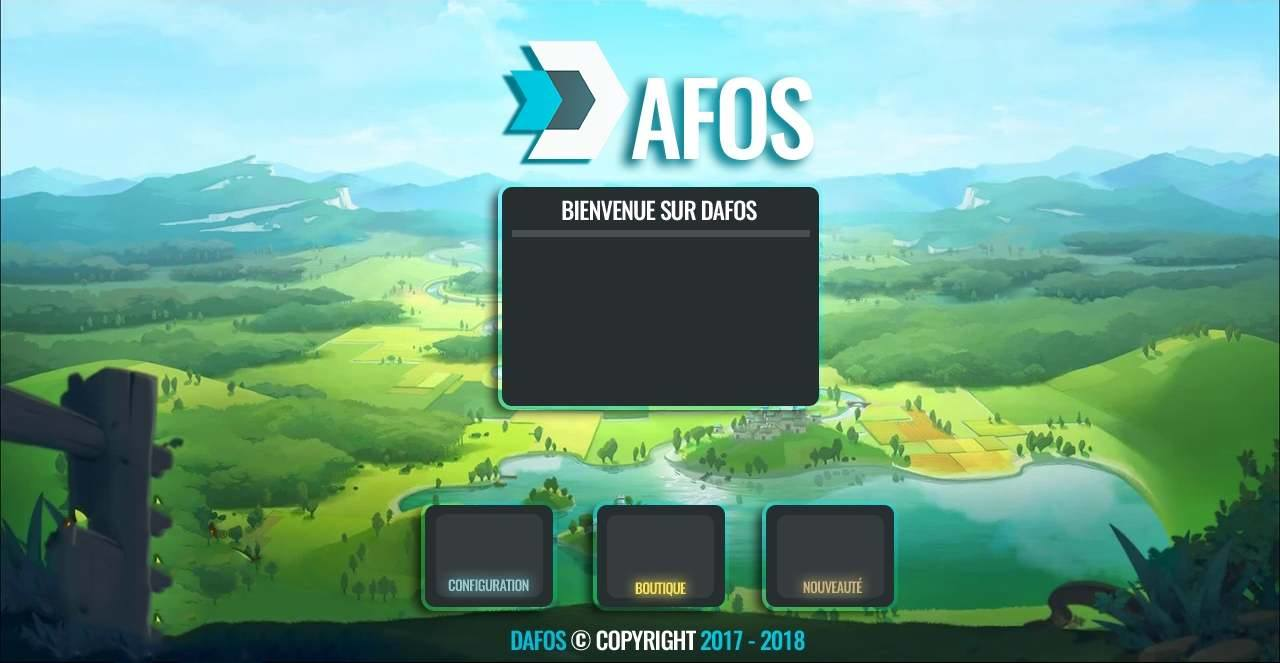 DAFOS
BIENVENUE SUR DAFOS
CONFIGURATION
BOUTIQUE
NOUVEAUTÉ
DAFOS © COPYRIGHT 2017 - 2018